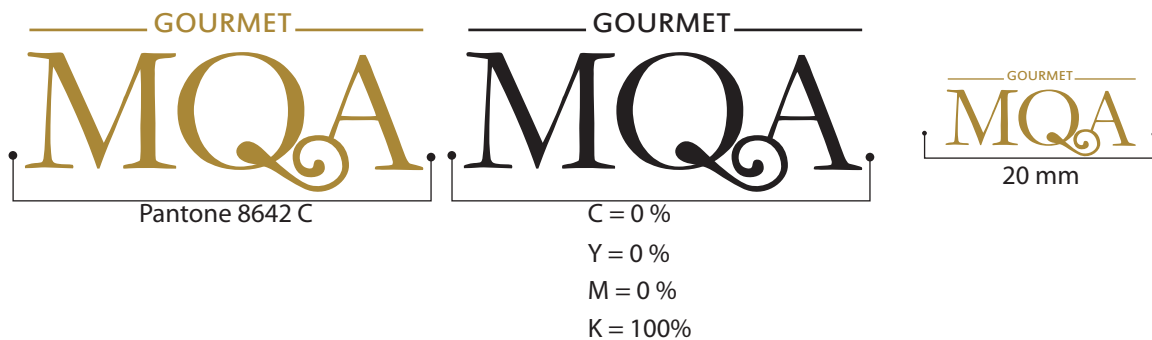 GOURMET
MQA
Pantone 8642 C
GOURMET
MQA
C = 0 %
Y = 0 %
M = 0 %
K = 100%
GOURMET
MQA
20 mm